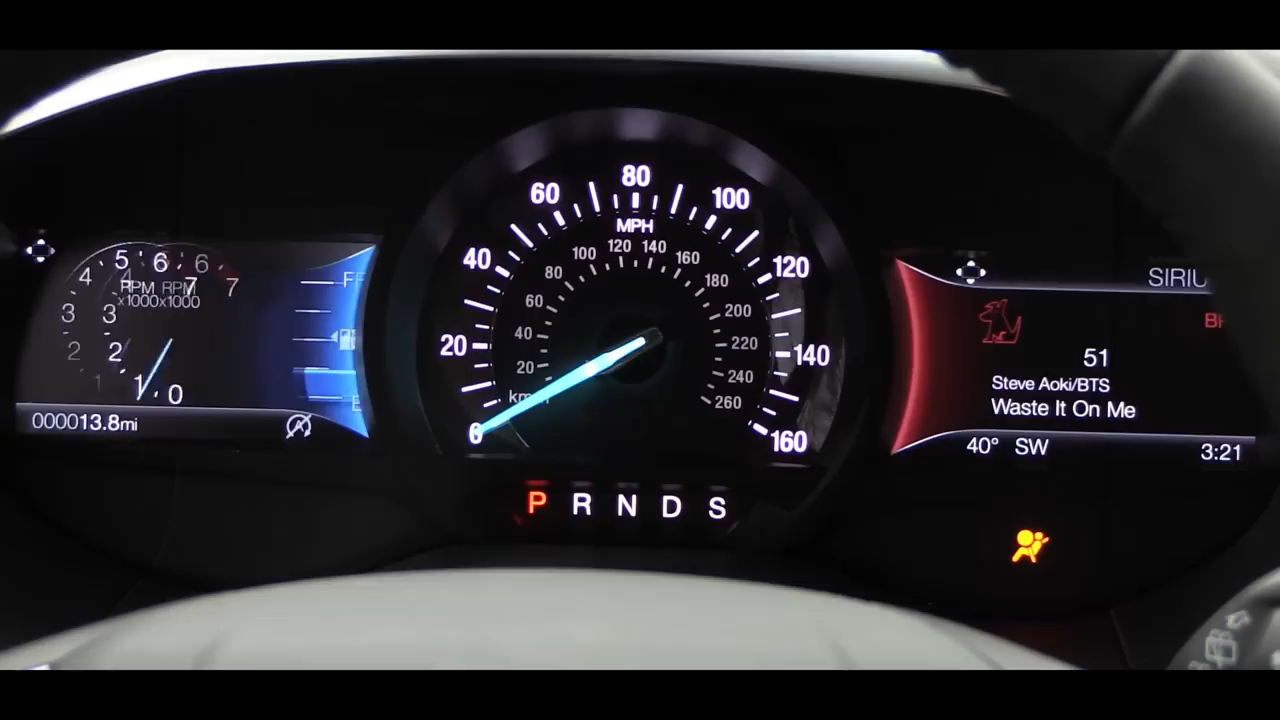 5 6 6
4 4 7 7
RPM RPM
x1000x1000
3 3
2 2
1 1 0
000013.8mi
F
E
0 20 40 60 80 100 120 140 160
MPH
20 40 60 80 100 120 140 160 180 200 220 240 260
P R N D S
SIRIU
51
Steve Aoki/BTS
Waste It On Me
40° SW
3:21